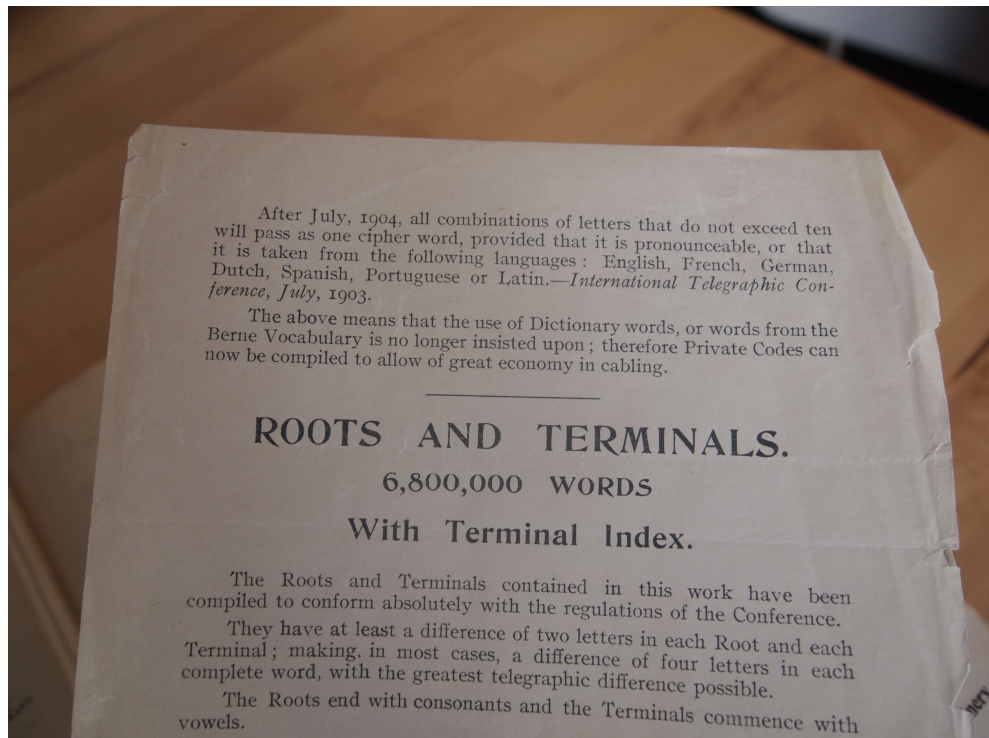 After July, 1904, all combinations of letters that do not exceed ten
will pass as one cipher word, provided that it is pronounceable, or that
it is taken from the following languages : English, French, German,
Dutch, Spanish, Portuguese or Latin.—International Telegraphic Con-
ference, July, 1903.
The above means that the use of Dictionary words, or words from the
Berne Vocabulary is no longer insisted upon ; therefore Private Codes can
now be compiled to allow of great economy in cabling.
ROOTS AND TERMINALS.
6,800,000 WORDS
With Terminal Index.
The Roots and Terminals contained in this work have been
compiled to conform absolutely with the regulations of the Conference.
They have at least a difference of two letters in each Root and each
Terminal ; making. in most cases, a difference of four letters in each
complete word, with the greatest telegraphic difference possible.
The Roots end with consonants and the Terminals commence with
vowels.